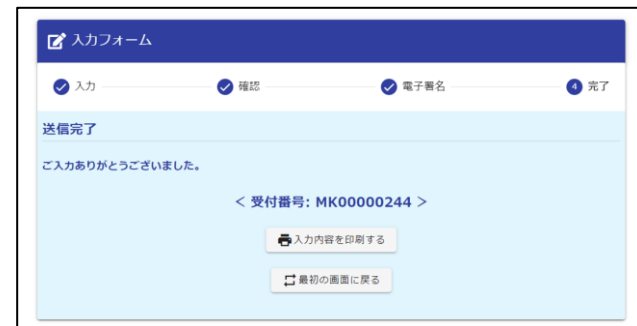 入力フォーム
入力 確認 電子署名 4 完了
送信完了
ご入力ありがとうございました。
< 受付番号: MK00000244 >
入力内容を印刷する
最初の画面に戻る